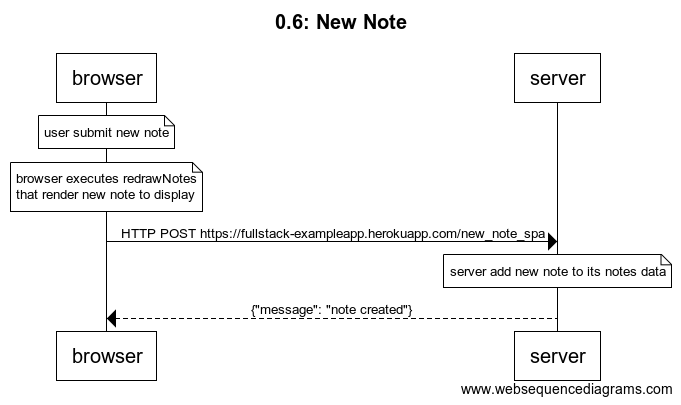 0.6: New Note
browser
server
user submit new note
browser executes redrawNotes
that render new note to display
HTTP POST https://fullstack-exampleapp.herokuapp.com/new_note_spa
server add new note to its notes data
{"message": "note created"}
browser
server
www.websequencediagrams.com